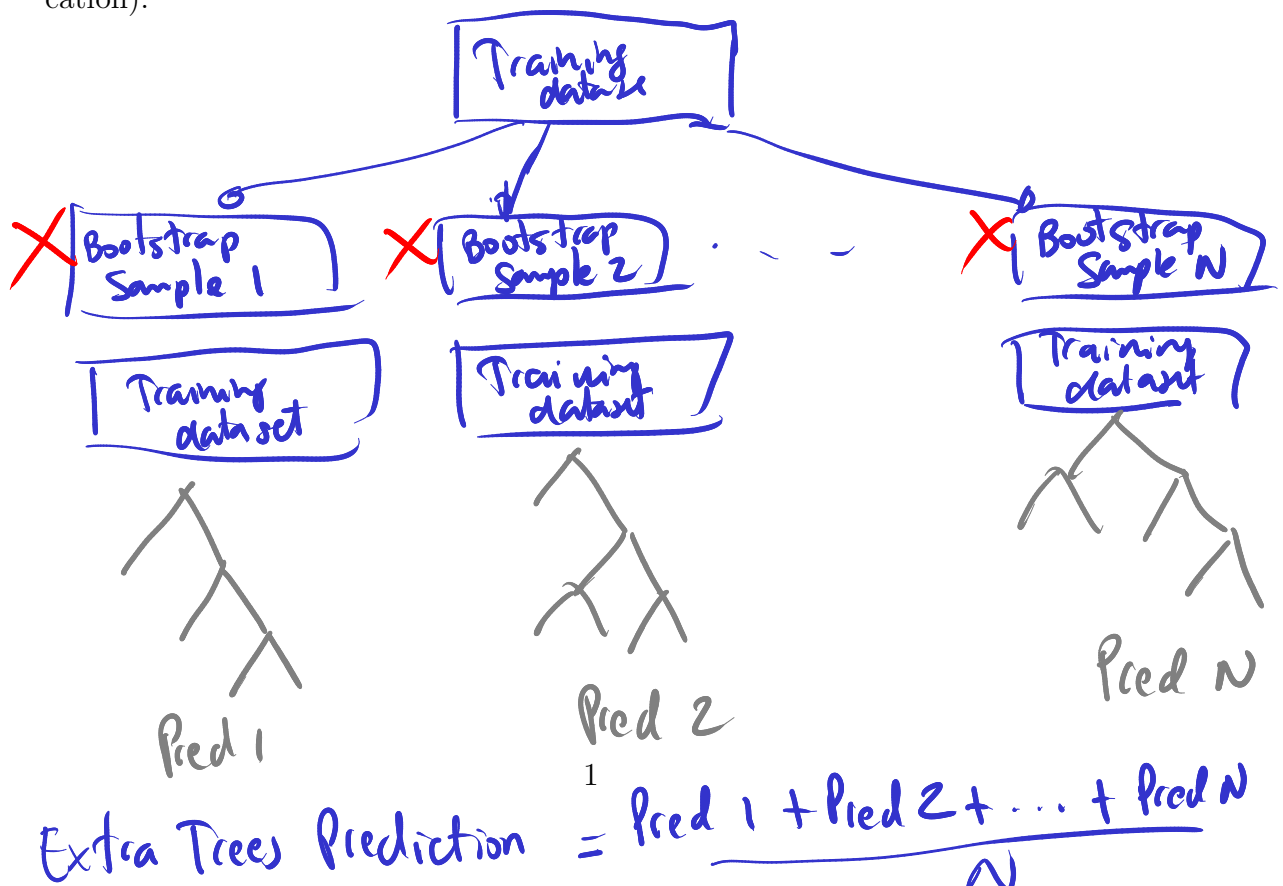 cation).
Training
datase
Bootstrap
Sample 1
Bootstrap
Sample 2
. - -
Bootstrap
Sample N
Training
dataset
Training
dataset
Training
dataset
Pred 1
Pred 2
Pred N
1
Extra Trees Prediction = Pred 1 + Pred 2 + ... + Pred N
N